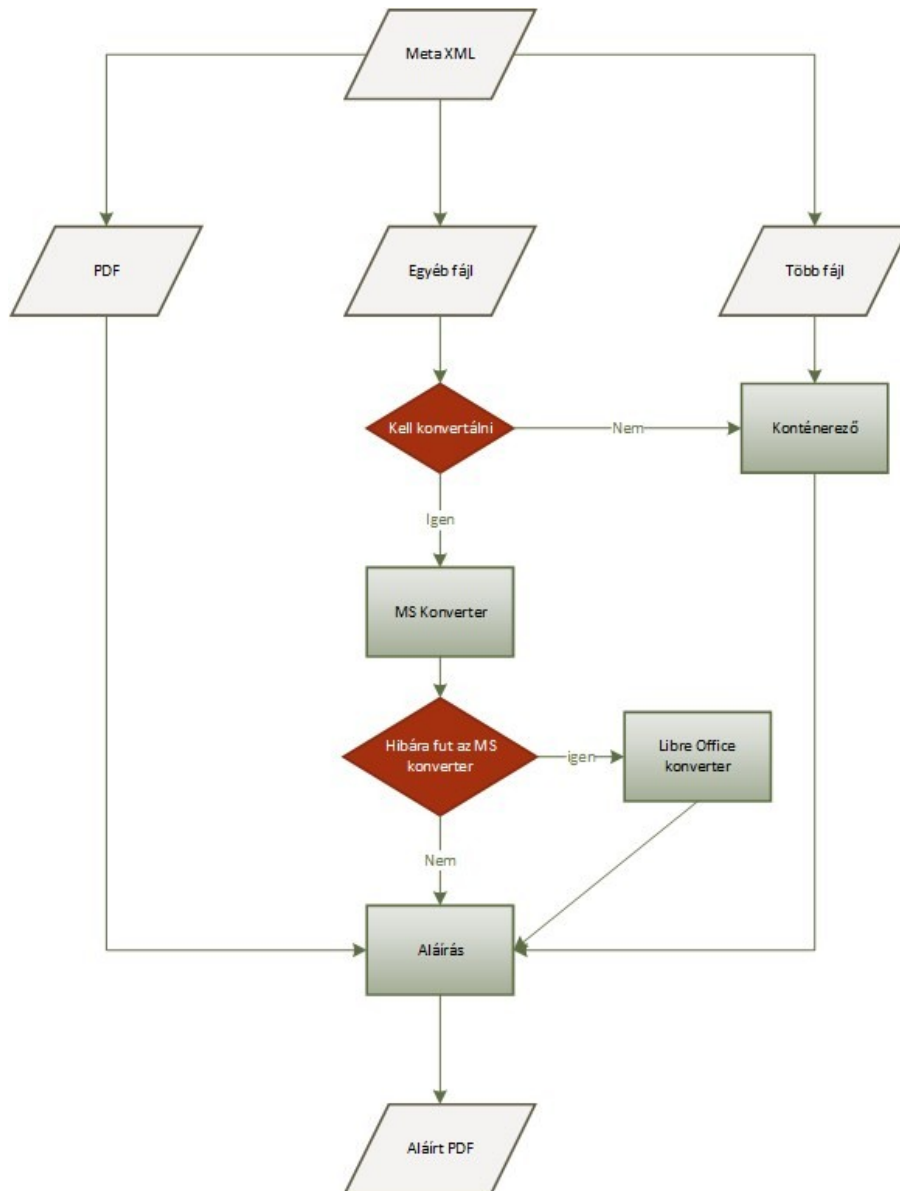 Meta XML
PDF
Egyéb fájl
Több fájl
Kell konvertálni
Nem
Konténerező
Igen
MS Konverter
Hibára fut az MS
konverter
igen
Libre Office
konverter
Nem
Aláírás
Aláírt PDF